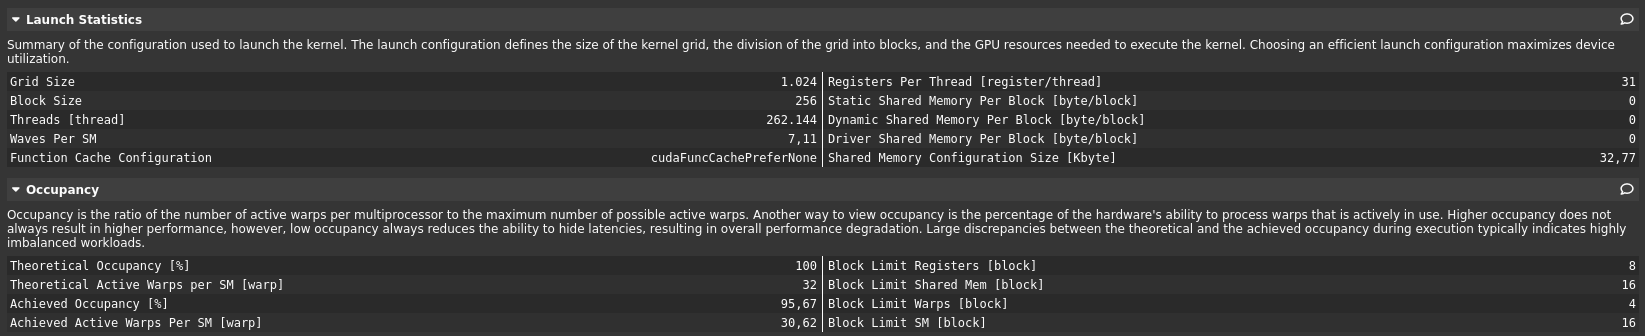 Launch Statistics
Summary of the configuration used to launch the kernel. The launch configuration defines the size of the kernel grid, the division of the grid into blocks, and the GPU resources needed to execute the kernel. Choosing an efficient launch configuration maximizes device
utilization.
Grid Size 1.024 Registers Per Thread [register/thread] 31
Block Size 256 Static Shared Memory Per Block [byte/block] 0
Threads [thread] 262.144 Dynamic Shared Memory Per Block [byte/block] 0
Waves Per SM 7,11 Driver Shared Memory Per Block [byte/block] 0
Function Cache Configuration cudaFuncCachePreferNone Shared Memory Configuration Size [Kbyte] 32,77
Occupancy
Occupancy is the ratio of the number of active warps per multiprocessor to the maximum number of possible active warps. Another way to view occupancy is the percentage of the hardware's ability to process warps that is actively in use. Higher occupancy does not
always result in higher performance, however, low occupancy always reduces the ability to hide latencies, resulting in overall performance degradation. Large discrepancies between the theoretical and the achieved occupancy during execution typically indicates highly
imbalanced workloads.
Theoretical Occupancy [%] 100 Block Limit Registers [block] 8
Theoretical Active Warps per SM [warp] 32 Block Limit Shared Mem [block] 16
Achieved Occupancy [%] 95,67 Block Limit Warps [block] 4
Achieved Active Warps Per SM [warp] 30,62 Block Limit SM [block] 16